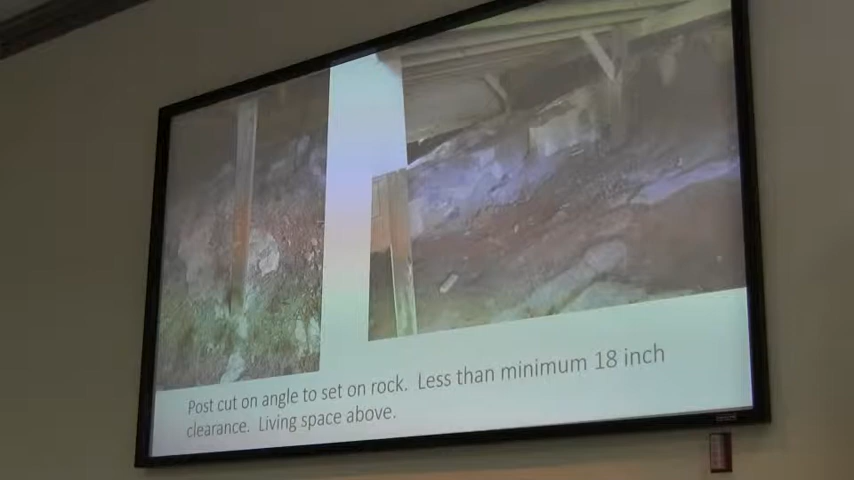 Post cut on angle to set on rock. Less than minimum 18 inch
clearance. Living space above.